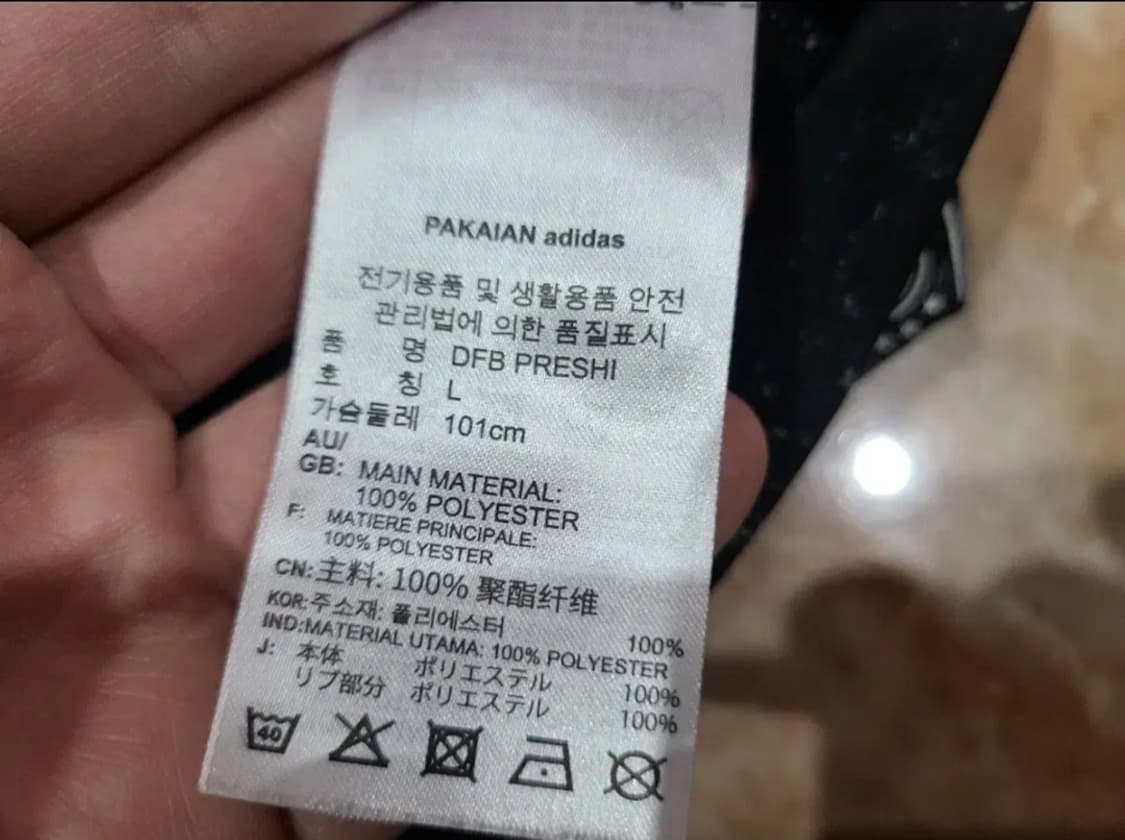 PAKAIAN adidas
전기용품 및 생활용품 안전
관리법에 의한 품질표시
품 명 DFB PRESHI
호 칭 L
가슴둘레 101cm
AU/
GB: MAIN MATERIAL:
100% POLYESTER
F: MATIERE PRINCIPALE:
100% POLYESTER
CN:主料: 100% 聚酯纤维
KOR:주소재: 폴리에스터 100%
IND:MATERIAL UTAMA: 100% POLYESTER
J: 本体 ポリエステル 100%
リブ部分 ポリエステル 100%
40